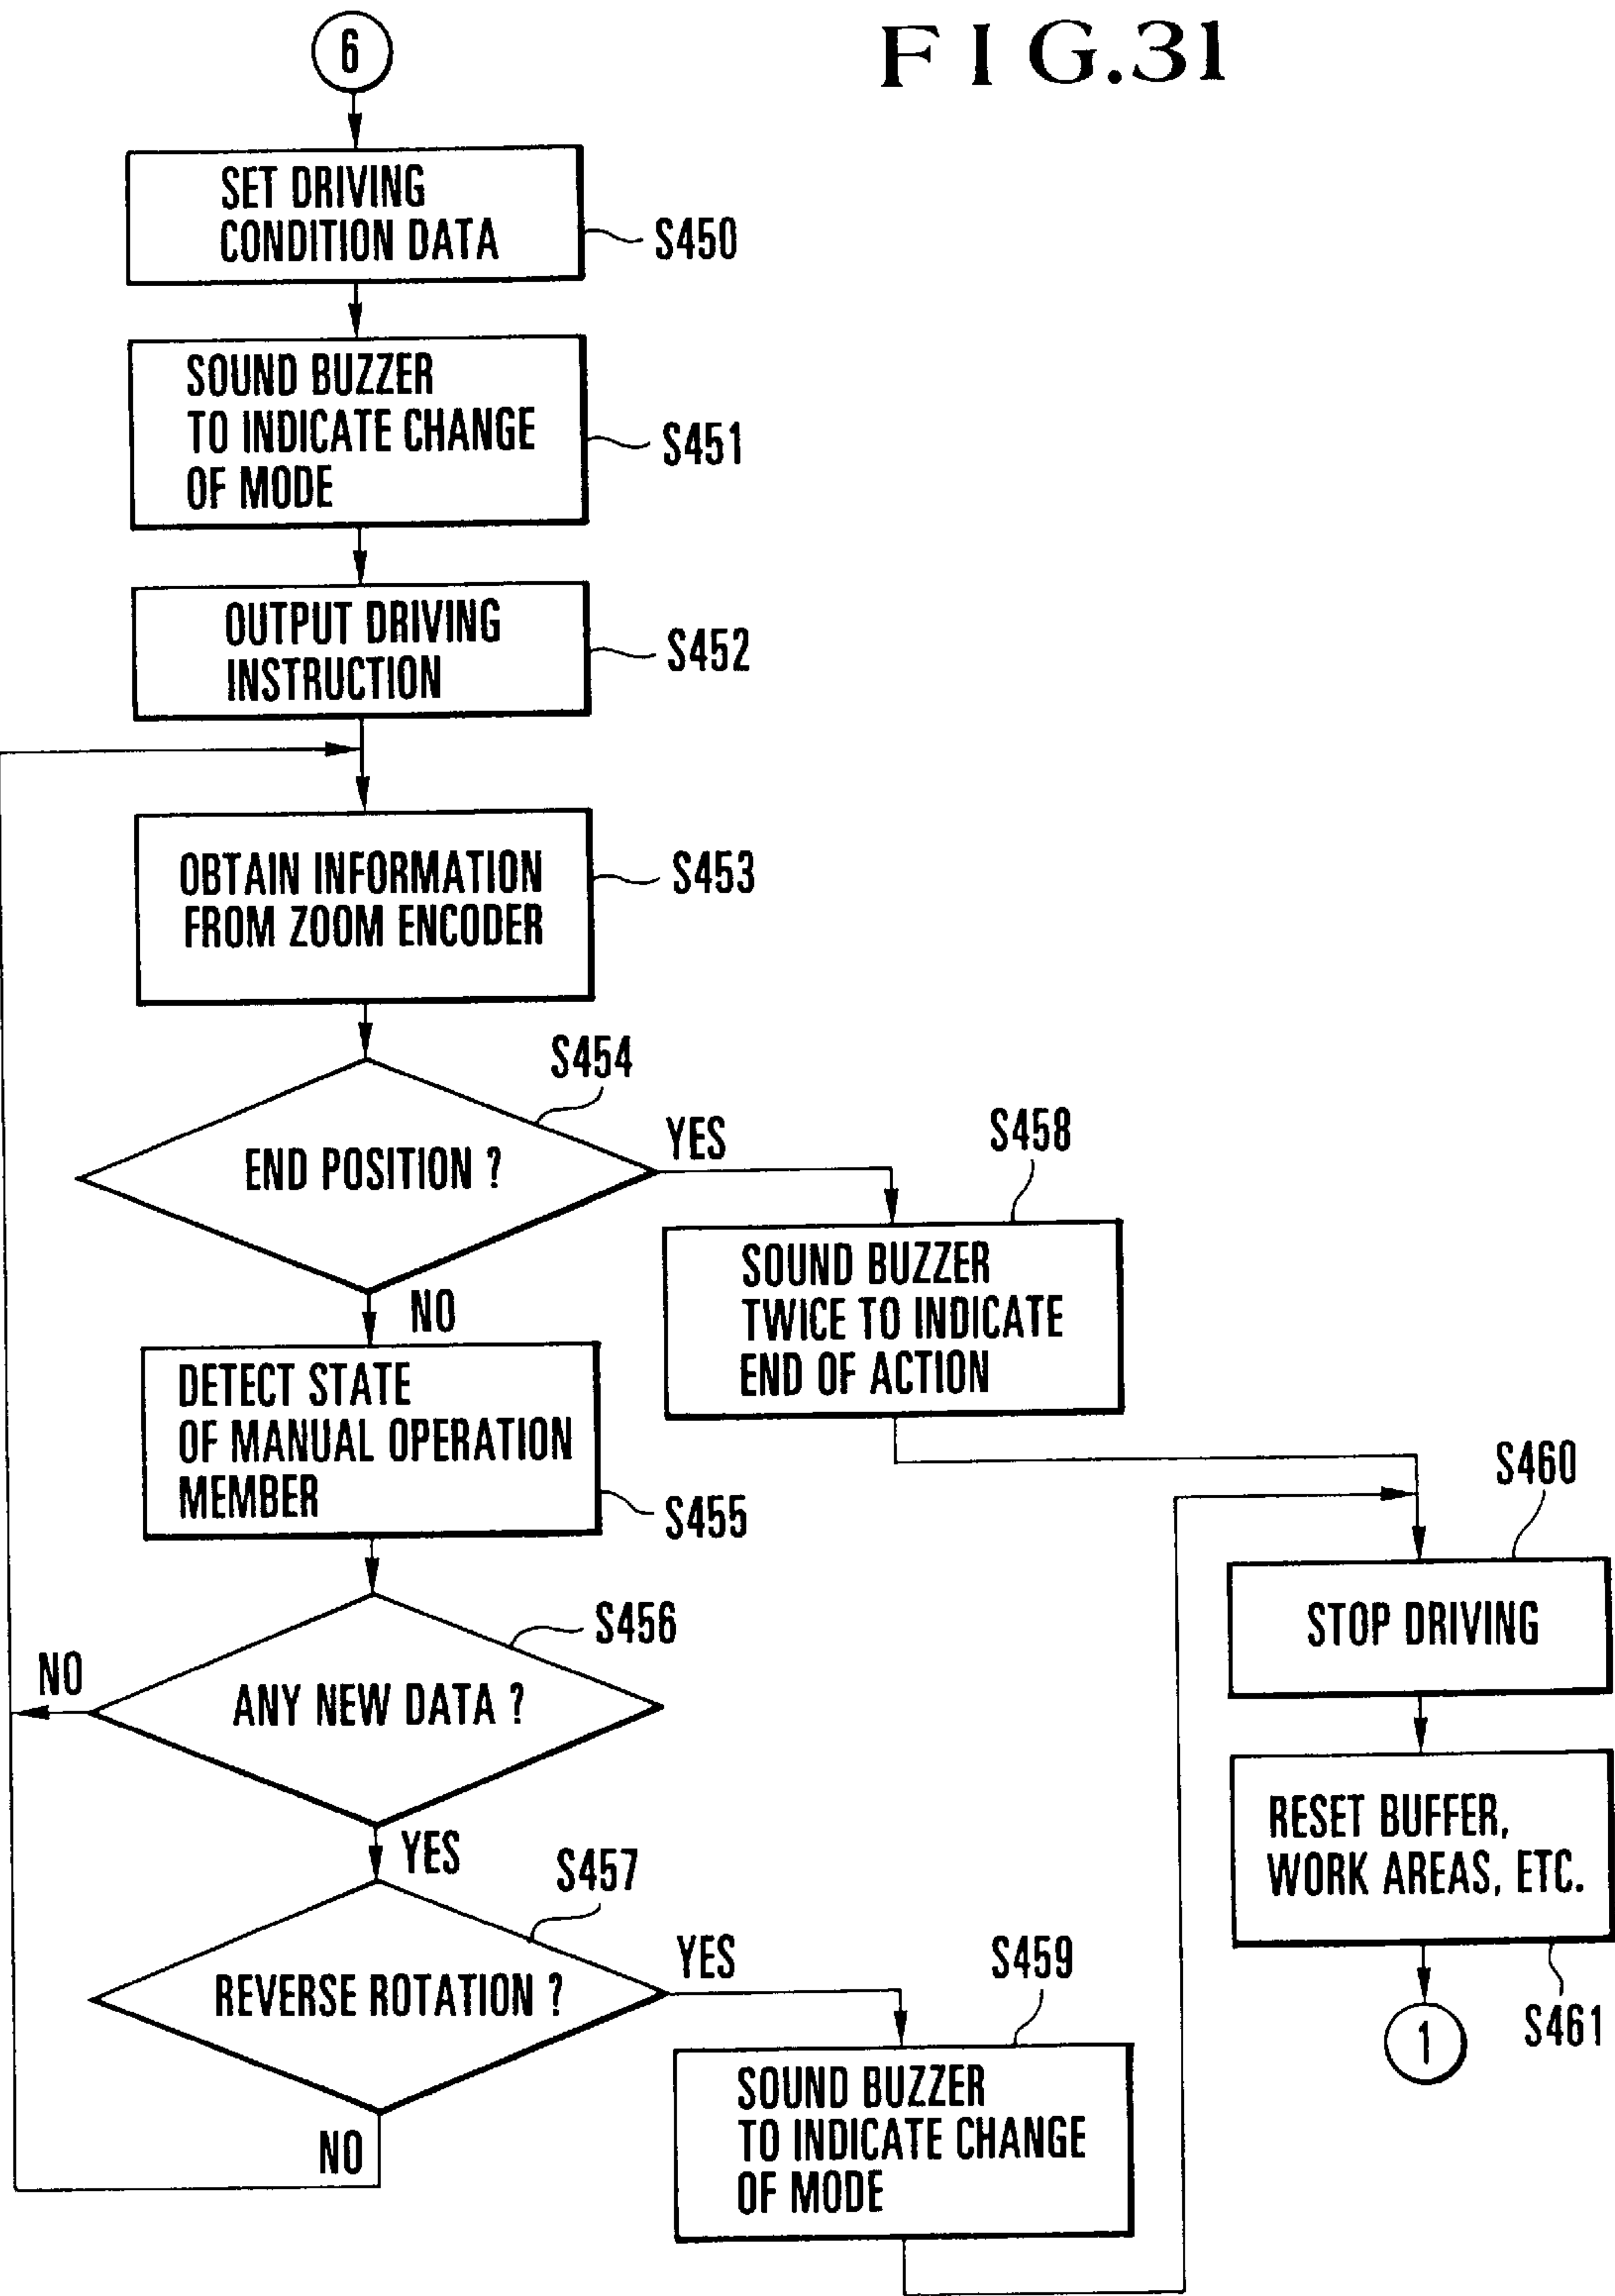 FIG.31
6
SET DRIVING
CONDITION DATA
S450
SOUND BUZZER
TO INDICATE CHANGE
OF MODE
S451
OUTPUT DRIVING
INSTRUCTION
S452
OBTAIN INFORMATION
FROM ZOOM ENCODER
S453
S454
END POSITION ?
YES
NO
S458
SOUND BUZZER
TWICE TO INDICATE
END OF ACTION
DETECT STATE
OF MANUAL OPERATION
MEMBER
S455
S456
ANY NEW DATA ?
NO
YES
S457
REVERSE ROTATION ?
YES
NO
S459
SOUND BUZZER
TO INDICATE CHANGE
OF MODE
S460
STOP DRIVING
RESET BUFFER,
WORK AREAS, ETC.
S461
1